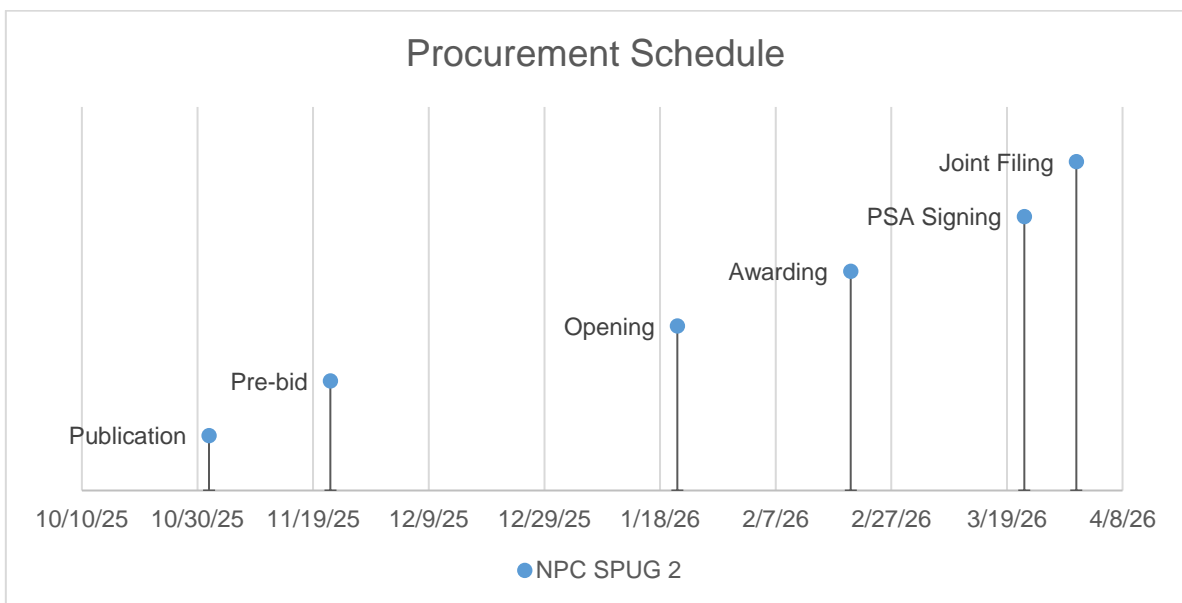 Procurement Schedule
Joint Filing
PSA Signing
Awarding
Opening
Pre-bid
Publication
10/10/25 10/30/25 11/19/25 12/9/25 12/29/25 1/18/26 2/7/26 2/27/26 3/19/26 4/8/26
NPC SPUG 2